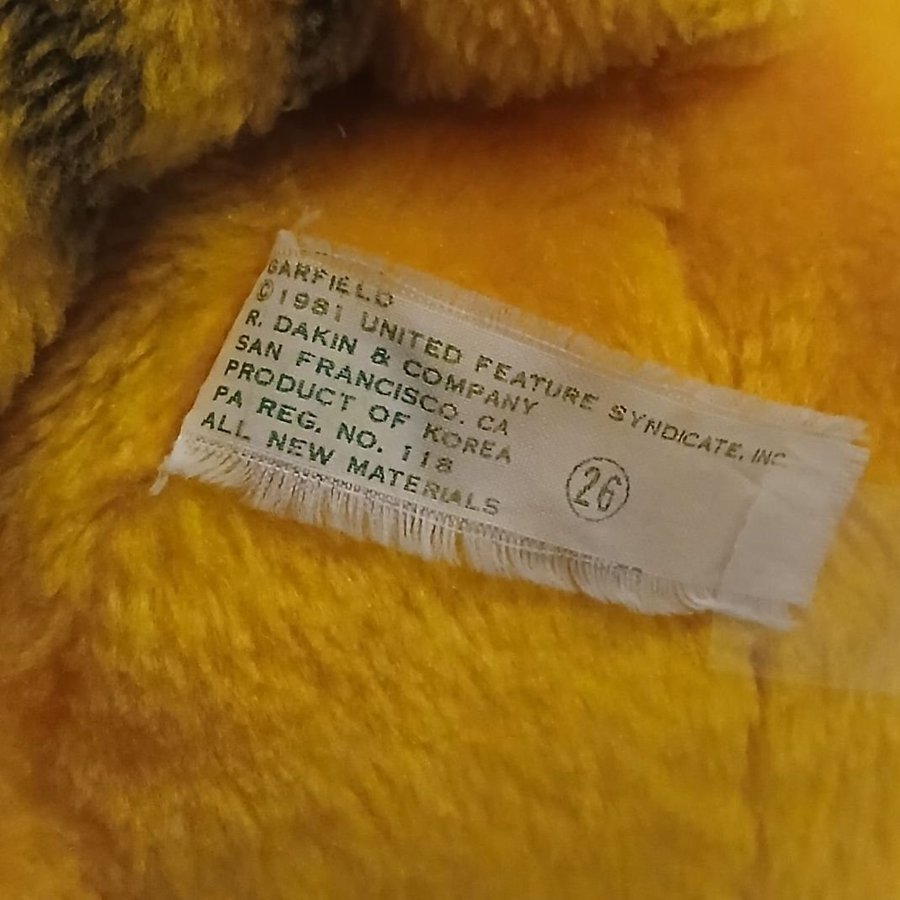 GARFIELD
©1981 UNITED FEATURE SYNDICATE, INC.
R. DAKIN & COMPANY
SAN FRANCISCO, CA
PRODUCT OF KOREA
PA REG. NO. 118
ALL NEW MATERIALS
26